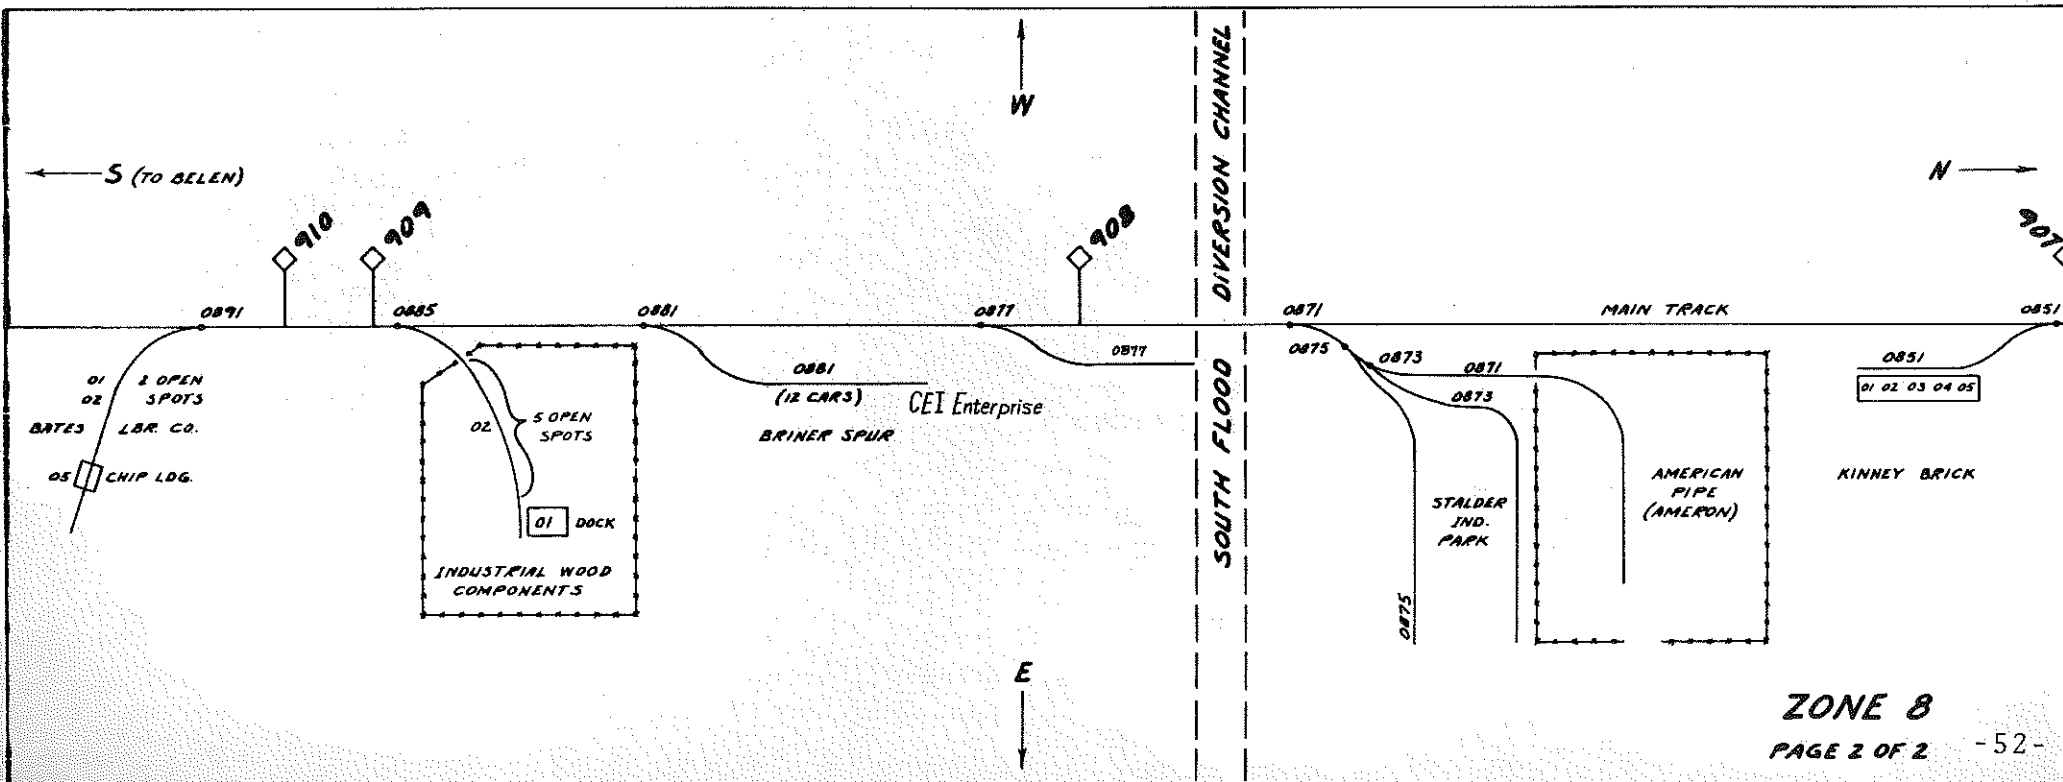 W
S (TO BELEN)
N
910
909
908
907
SOUTH FLOOD DIVERSION CHANNEL
0891
0885
0881
0877
0871
MAIN TRACK
0851
01 2 OPEN
02 SPOTS
BATES LBR. CO.
05 CHIP LDG.
02
5 OPEN
SPOTS
01 DOCK
INDUSTRIAL WOOD
COMPONENTS
0881
(12 CARS)
CEI Enterprise
BRINER SPUR
0877
0875
0873
0871
0873
0875
STALDER
IND.
PARK
AMERICAN
PIPE
(AMERON)
0851
01 02 03 04 05
KINNEY BRICK
E
ZONE 8
PAGE 2 OF 2
-52-